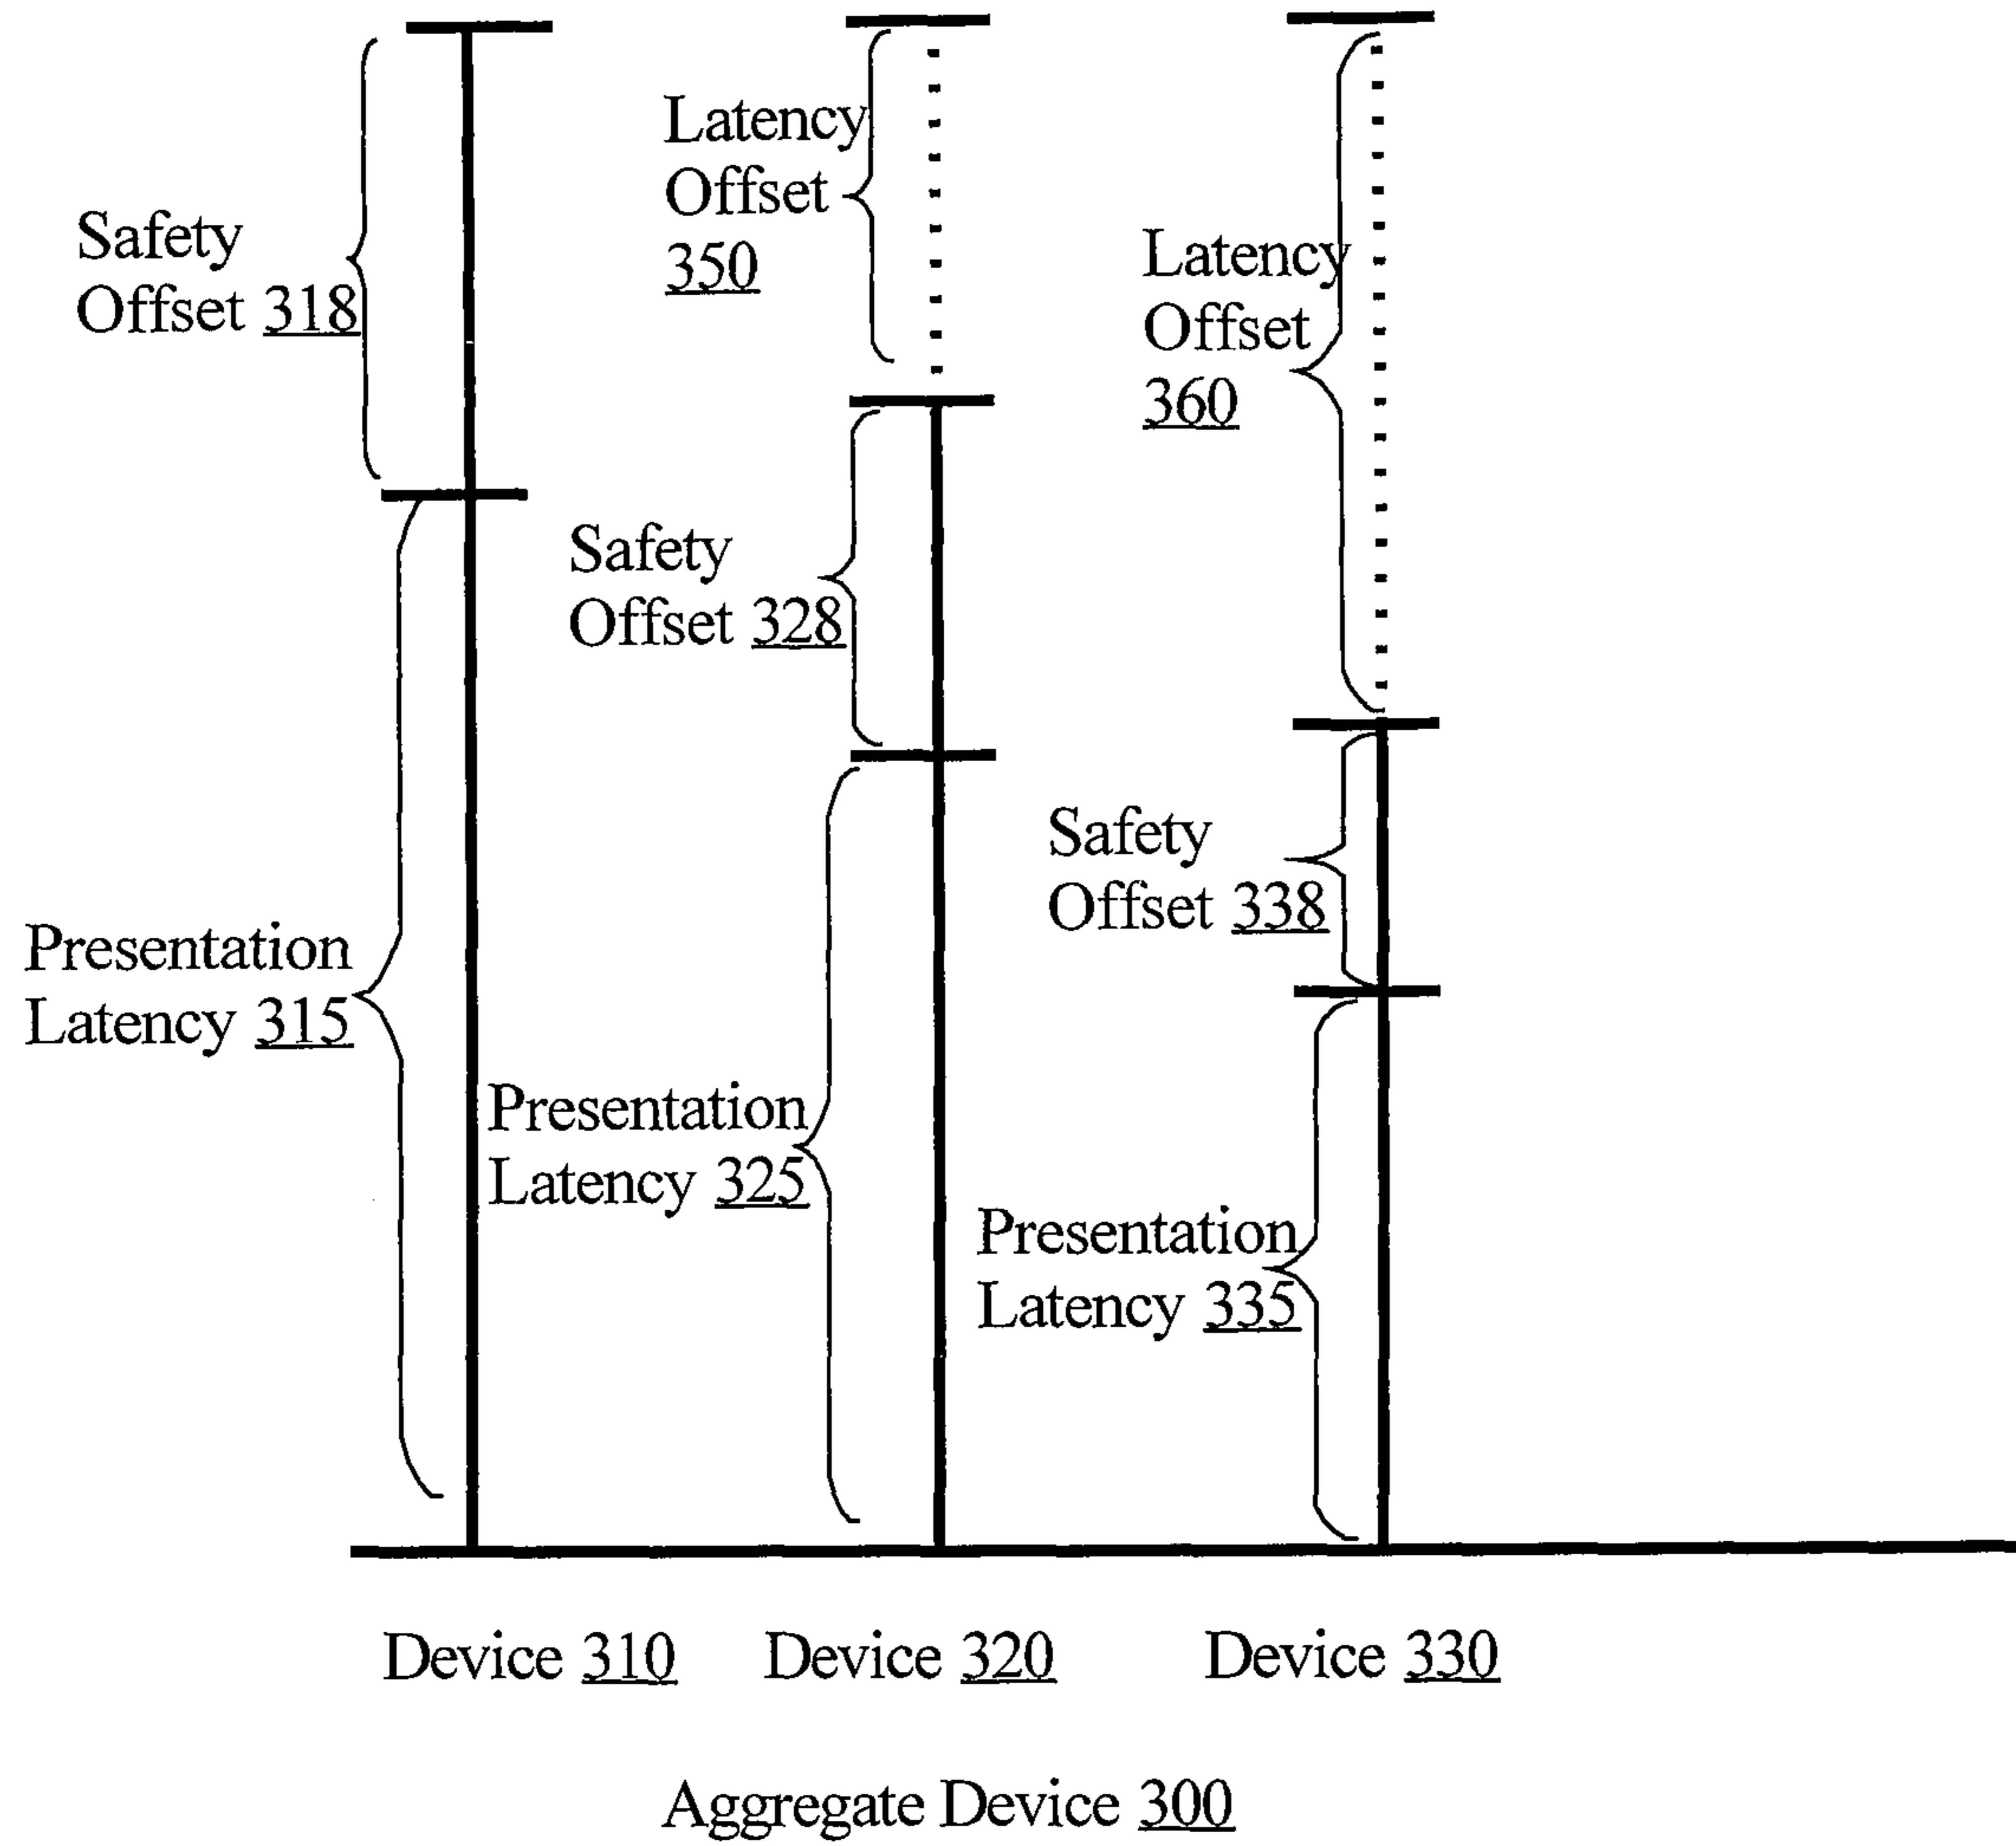 Safety
Offset 318
Latency
Offset
350
Latency
Offset
360
Safety
Offset 328
Safety
Offset 338
Presentation
Latency 315
Presentation
Latency 325
Presentation
Latency 335
Device 310
Device 320
Device 330
Aggregate Device 300